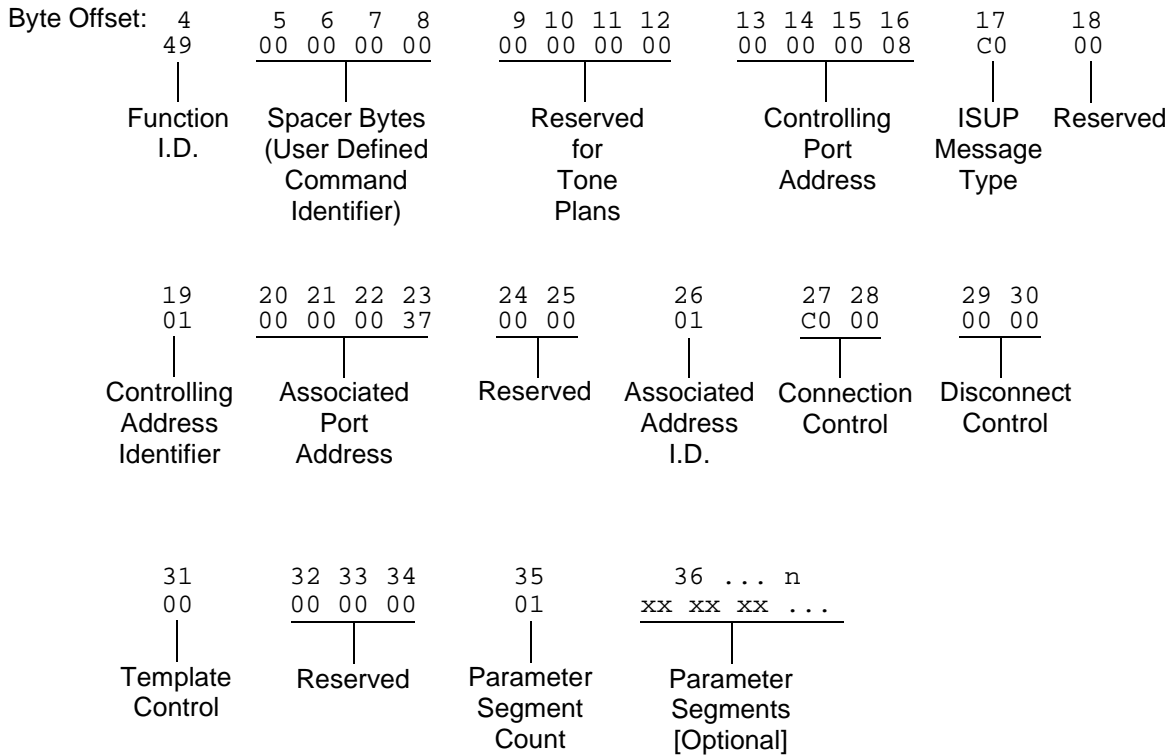 Byte Offset: 4 5 6 7 8 9 10 11 12 13 14 15 16 17 18
49 00 00 00 00 00 00 00 00 00 00 00 08 C0 00
Function Spacer Bytes Reserved Controlling ISUP Reserved
I.D. (User Defined for Port Message
Command Tone Address Type
Identifier) Plans
19 20 21 22 23 24 25 26 27 28 29 30
01 00 00 00 37 00 00 01 C0 00 00 00
Controlling Associated Reserved Associated Connection Disconnect
Address Port Address Control Control
Identifier Address I.D.
31 32 33 34 35 36 ... n
00 00 00 00 01 xx xx xx ...
Template Reserved Parameter Parameter
Control Segment Segments
Count [Optional]